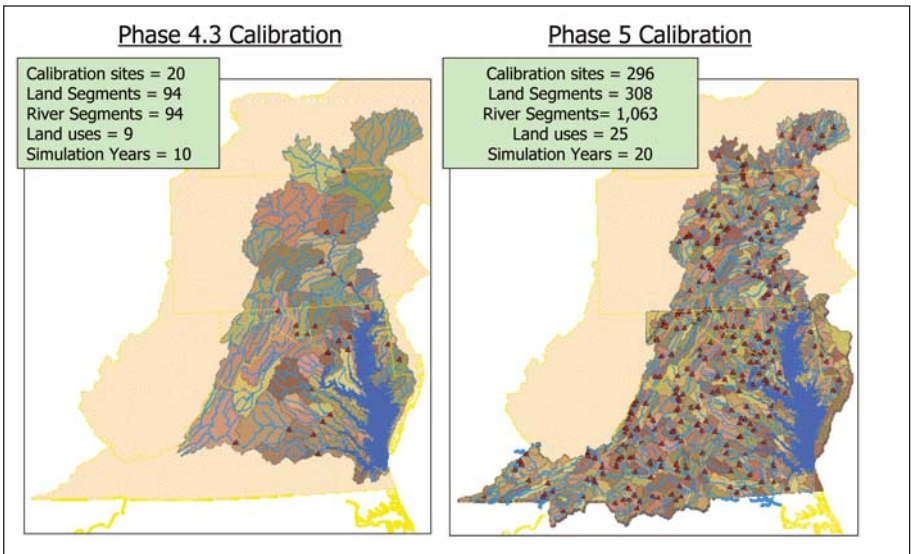 Phase 4.3 Calibration
Calibration sites = 20
Land Segments = 94
River Segments = 94
Land uses = 9
Simulation Years = 10
Phase 5 Calibration
Calibration sites = 296
Land Segments = 308
River Segments= 1,063
Land uses = 25
Simulation Years = 20